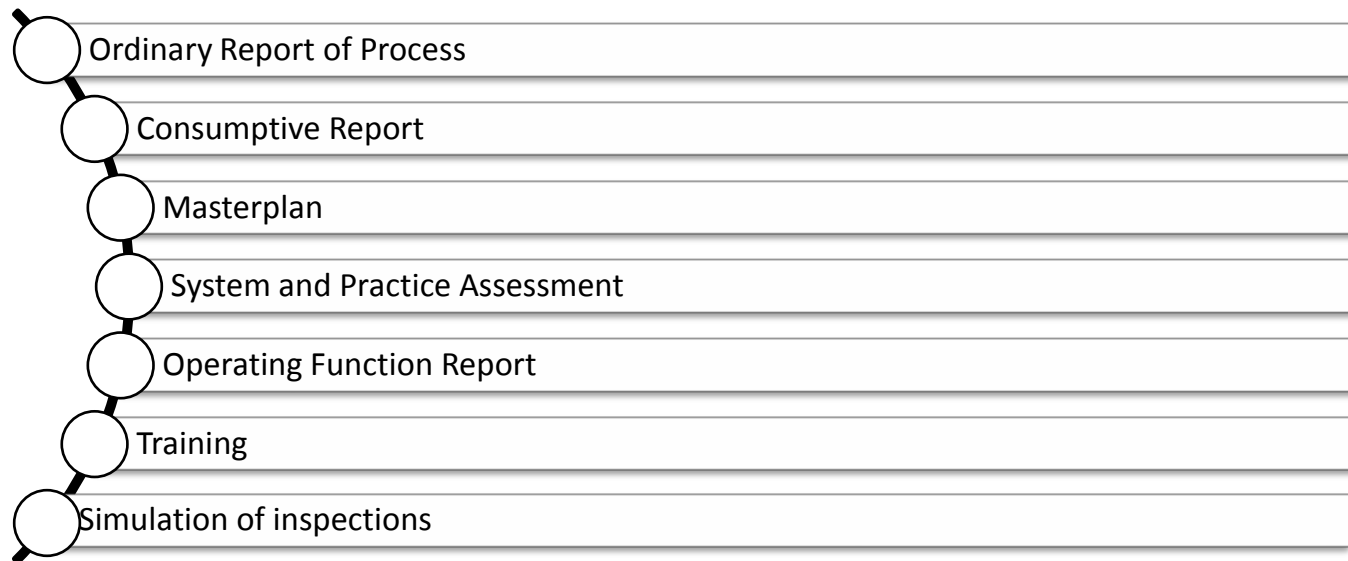 Ordinary Report of Process
Consumptive Report
Masterplan
System and Practice Assessment
Operating Function Report
Training
Simulation of inspections